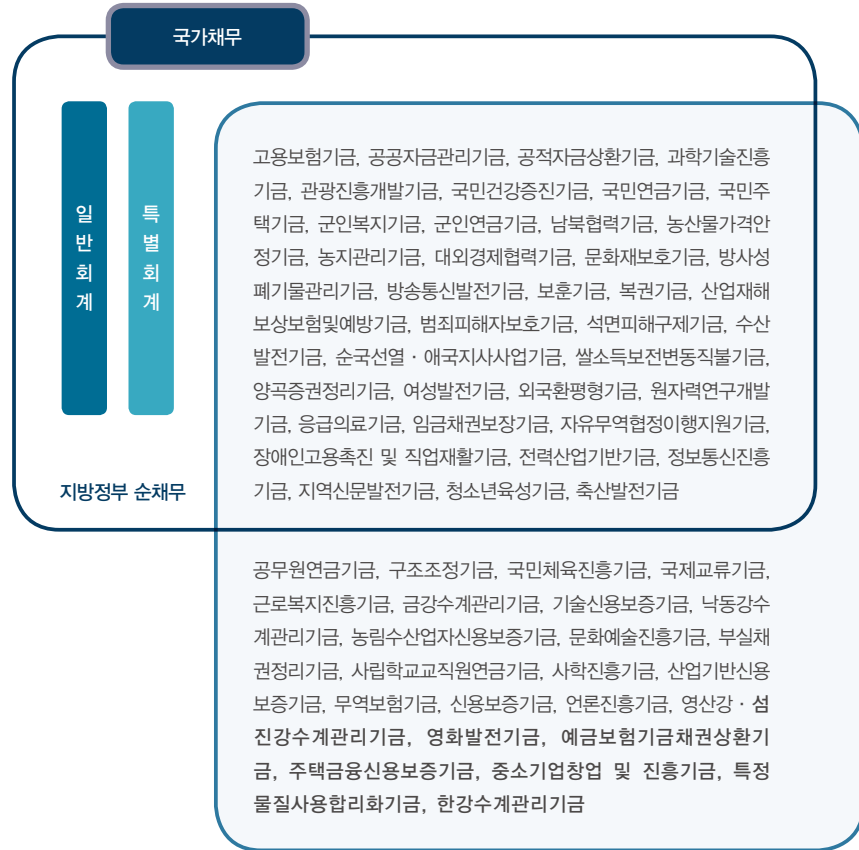 국가채무
일반회계
특별회계
고용보험기금, 공공자금관리기금, 공적자금상환기금, 과학기술진흥
기금, 관광진흥개발기금, 국민건강증진기금, 국민연금기금, 국민주
택기금, 군인복지기금, 군인연금기금, 남북협력기금, 농산물가격안
정기금, 농지관리기금, 대외경제협력기금, 문화재보호기금, 방사성
폐기물관리기금, 방송통신발전기금, 보훈기금, 복권기금, 산업재해
보상보험및예방기금, 범죄피해자보호기금, 석면피해구제기금, 수산
발전기금, 순국선열 · 애국지사사업기금, 쌀소득보전변동직불기금,
양곡증권정리기금, 여성발전기금, 외국환평형기금, 원자력연구개발
기금, 응급의료기금, 임금채권보장기금, 자유무역협정이행지원기금,
장애인고용촉진 및 직업재활기금, 전력산업기반기금, 정보통신진흥
기금, 지역신문발전기금, 청소년육성기금, 축산발전기금
지방정부 순채무
공무원연금기금, 구조조정기금, 국민체육진흥기금, 국제교류기금,
근로복지진흥기금, 금강수계관리기금, 기술신용보증기금, 낙동강수
계관리기금, 농림수산업자신용보증기금, 문화예술진흥기금, 부실채
권정리기금, 사립학교교직원연금기금, 사학진흥기금, 산업기반신용
보증기금, 무역보험기금, 신용보증기금, 언론진흥기금, 영산강 · 섬
진강수계관리기금, 영화발전기금, 예금보험기금채권상환기
금, 주택금융신용보증기금, 중소기업창업 및 진흥기금, 특정
물질사용합리화기금, 한강수계관리기금